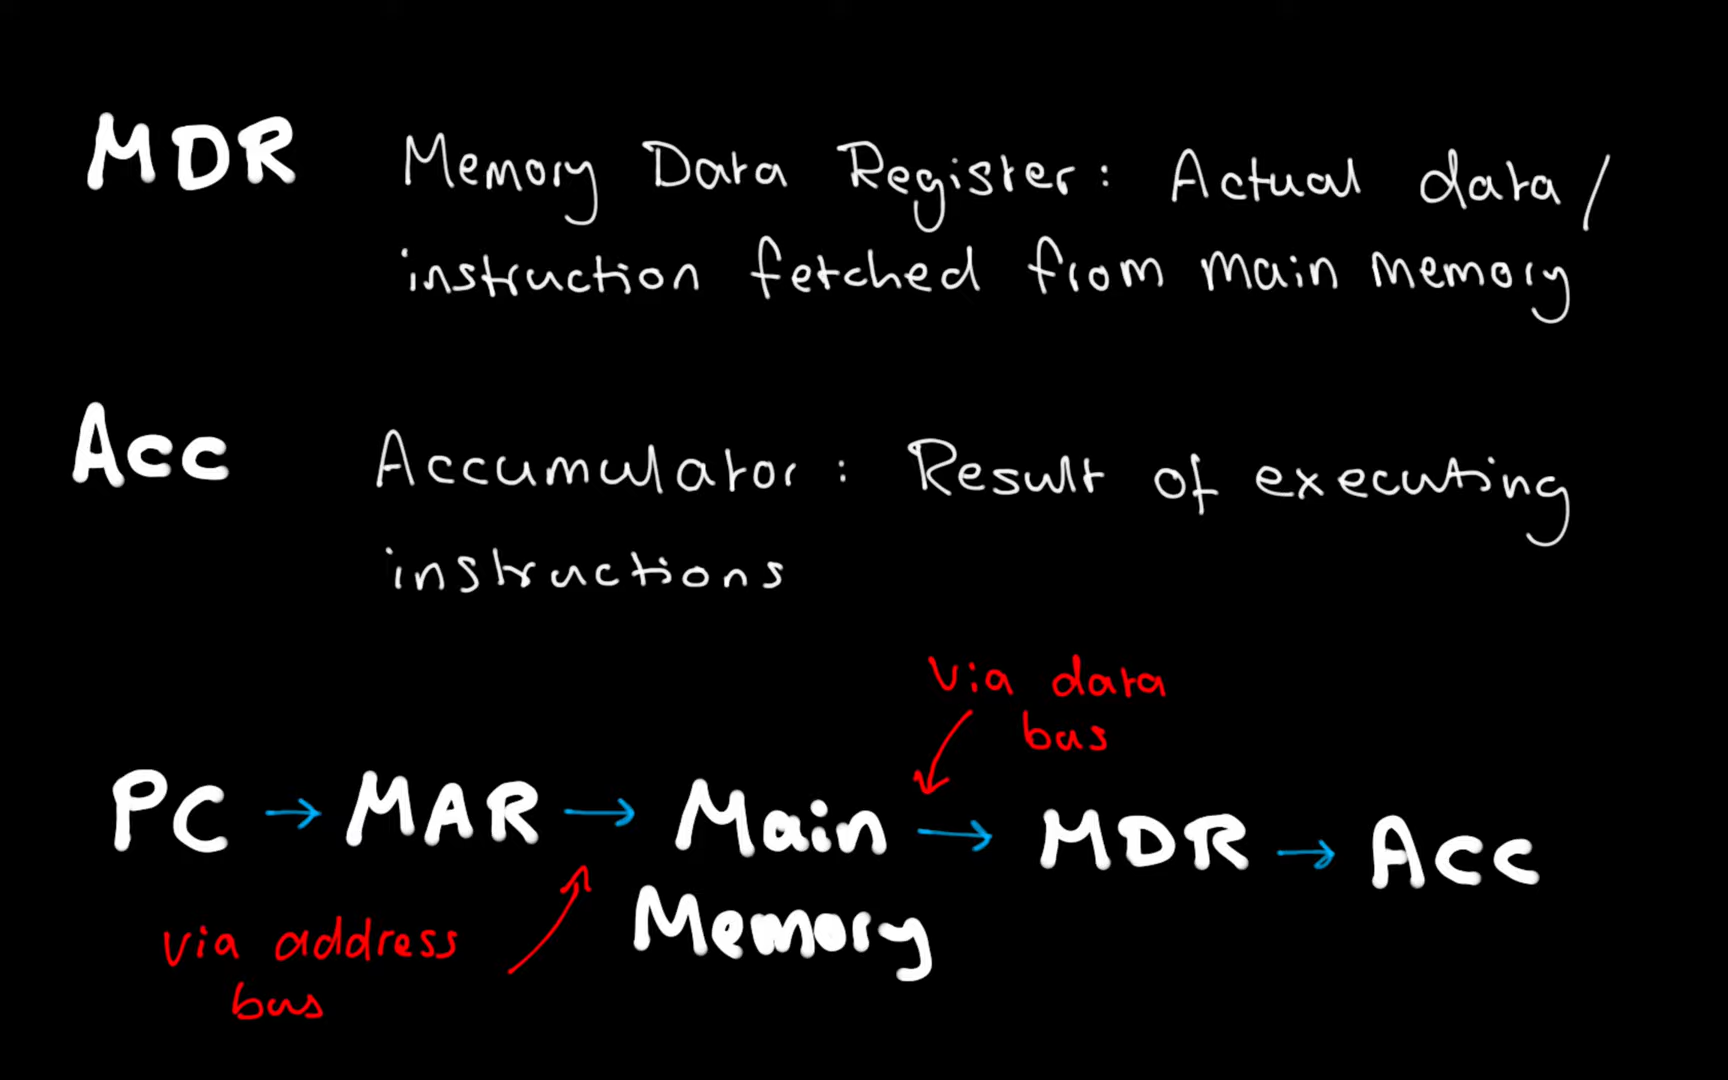 MDR Memory Data Register: Actual data/
instruction fetched from main memory
Acc Accumulator: Result of executing
instructions
via data
bus
PC → MAR → Main → MDR → Acc
Memory
via address
bus